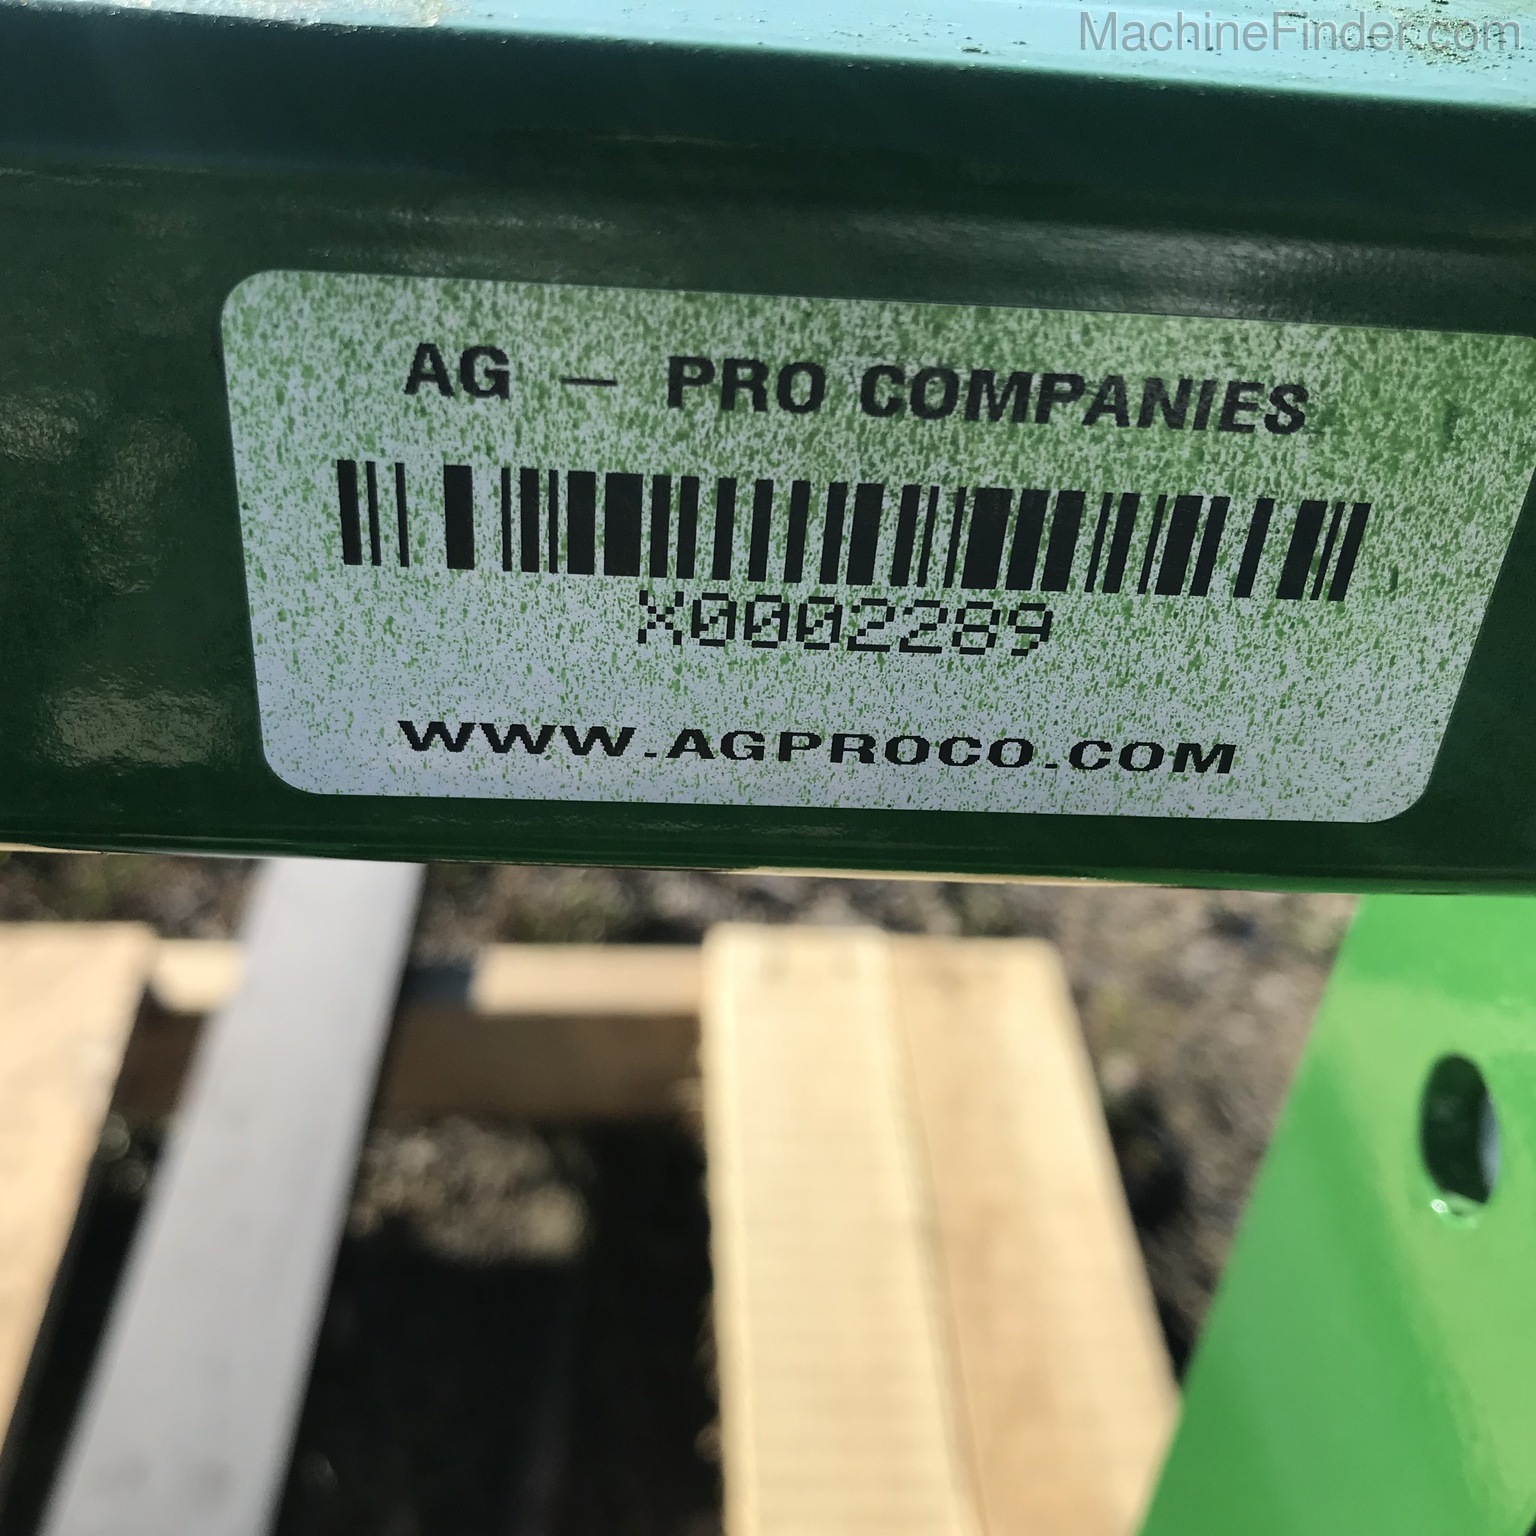 MachineFinder.com
AG - PRO COMPANIES
X0002289
WWW.AGPROCO.COM